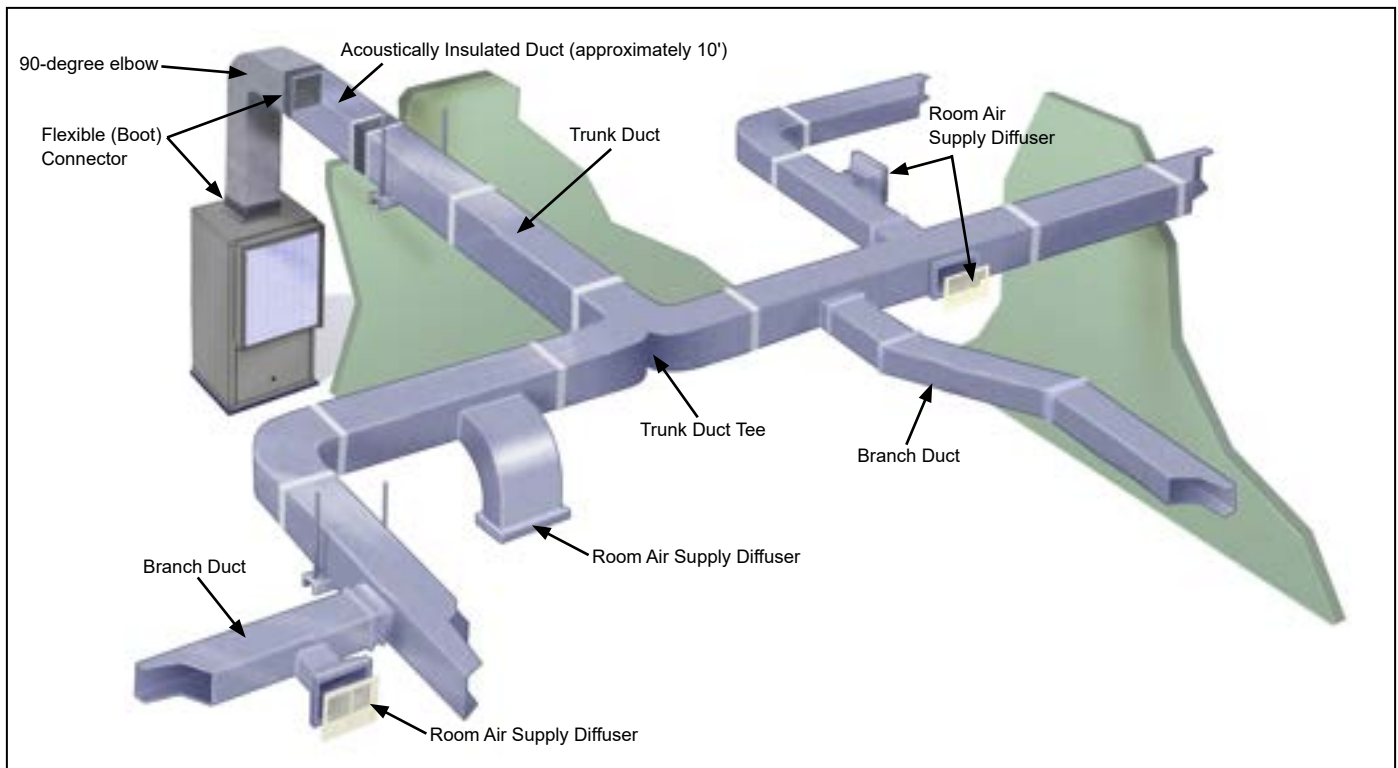 Acoustically Insulated Duct (approximately 10')
90-degree elbow
Flexible (Boot)
Connector
Trunk Duct
Room Air
Supply Diffuser
Trunk Duct Tee
Branch Duct
Room Air Supply Diffuser
Branch Duct
Room Air Supply Diffuser